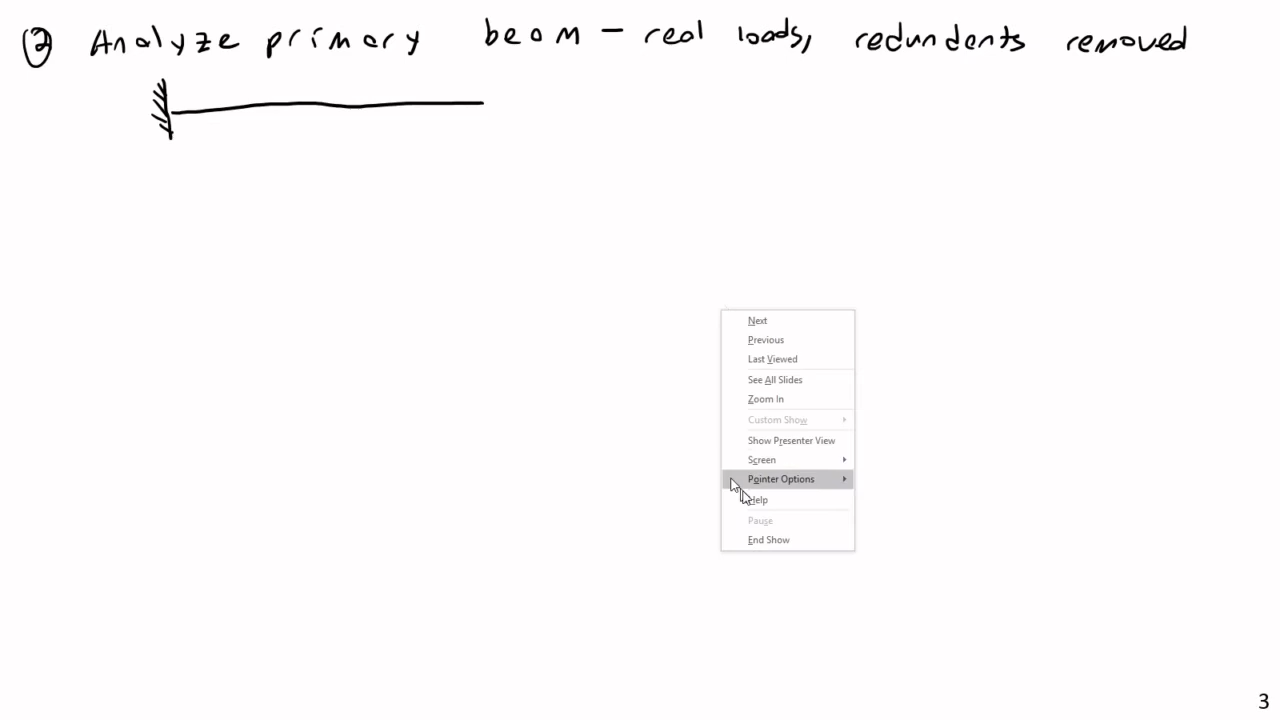 ② Analyze primary beam - real loads, redundents removed
Next
Previous
Last Viewed
See All Slides
Zoom In
Custom Show
Show Presenter View
Screen
Pointer Options
Help
Pause
End Show
3